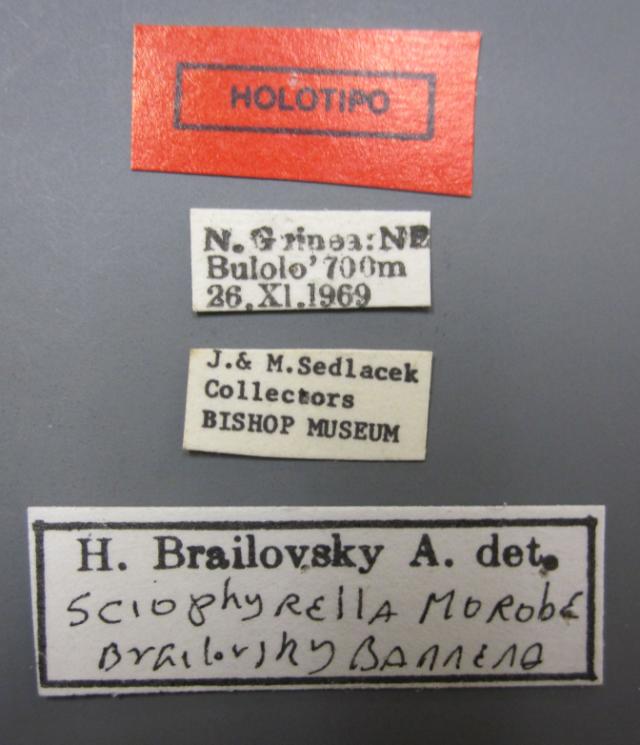 HOLOTIPO
N. Guinea: NE
Bulolo 700m
26.XI.1969
J.& M.Sedlacek
Collectors
BISHOP MUSEUM
H. Brailovsky A. det.
SCIOPhyREllA MOROBE
Brailovsky BARRERA